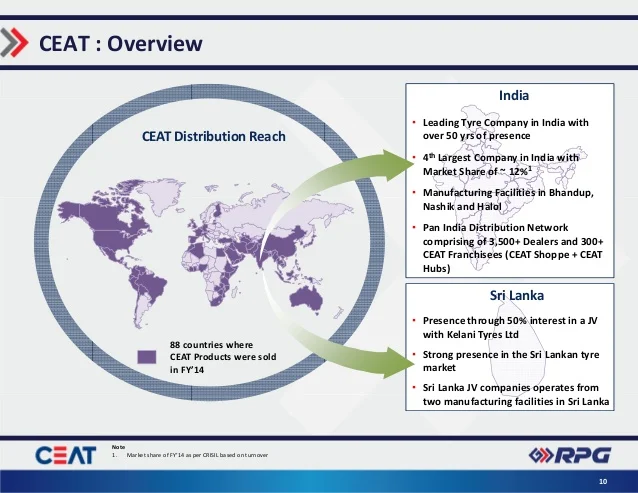 CEAT : Overview
CEAT Distribution Reach
88 countries where
CEAT Products were sold
in FY'14
India
• Leading Tyre Company in India with
over 50 yrs of presence
• 4th Largest Company in India with
Market Share of ~ 12%1
• Manufacturing Facilities in Bhandup,
Nashik and Halol
• Pan India Distribution Network
comprising of 3,500+ Dealers and 300+
CEAT Franchisees (CEAT Shoppe + CEAT
Hubs)
Sri Lanka
• Presence through 50% interest in a JV
with Kelani Tyres Ltd
• Strong presence in the Sri Lankan tyre
market
• Sri Lanka JV companies operates from
two manufacturing facilities in Sri Lanka
Note
1. Market share of FY'14 as per CRISIL based on turnover
CEAT
RPG
10